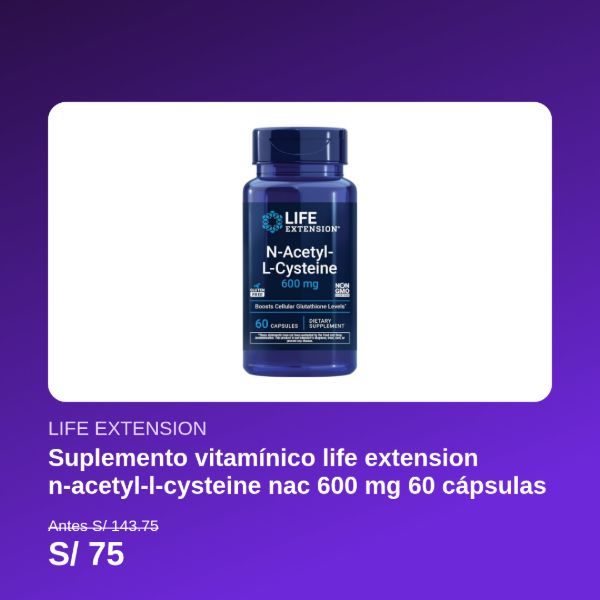 LIFE
EXTENSION
N-Acetyl-
L-Cysteine
600 mg
GLUTEN
FREE
NON
GMO
Boosts Cellular Glutathione Levels*
60 CAPSULES
DIETARY
SUPPLEMENT
LIFE EXTENSION
Suplemento vitamínico life extension
n-acetyl-l-cysteine nac 600 mg 60 cápsulas
Antes S/ 143.75
S/ 75